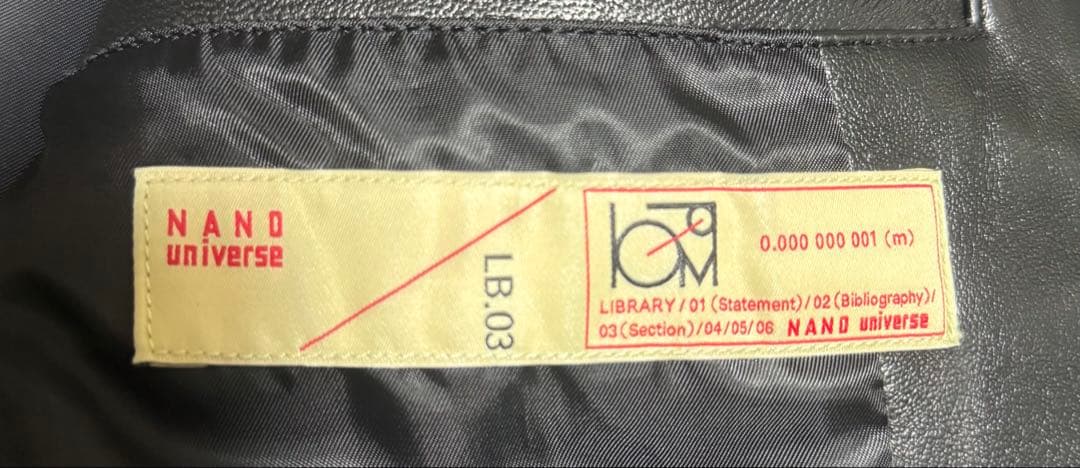 NANO
universe
LB.03
0.000 000 001 (m)
LIBRARY/01 (Statement)/02 (Bibliography)/
03 (Section)/04/05/06 NANO universe